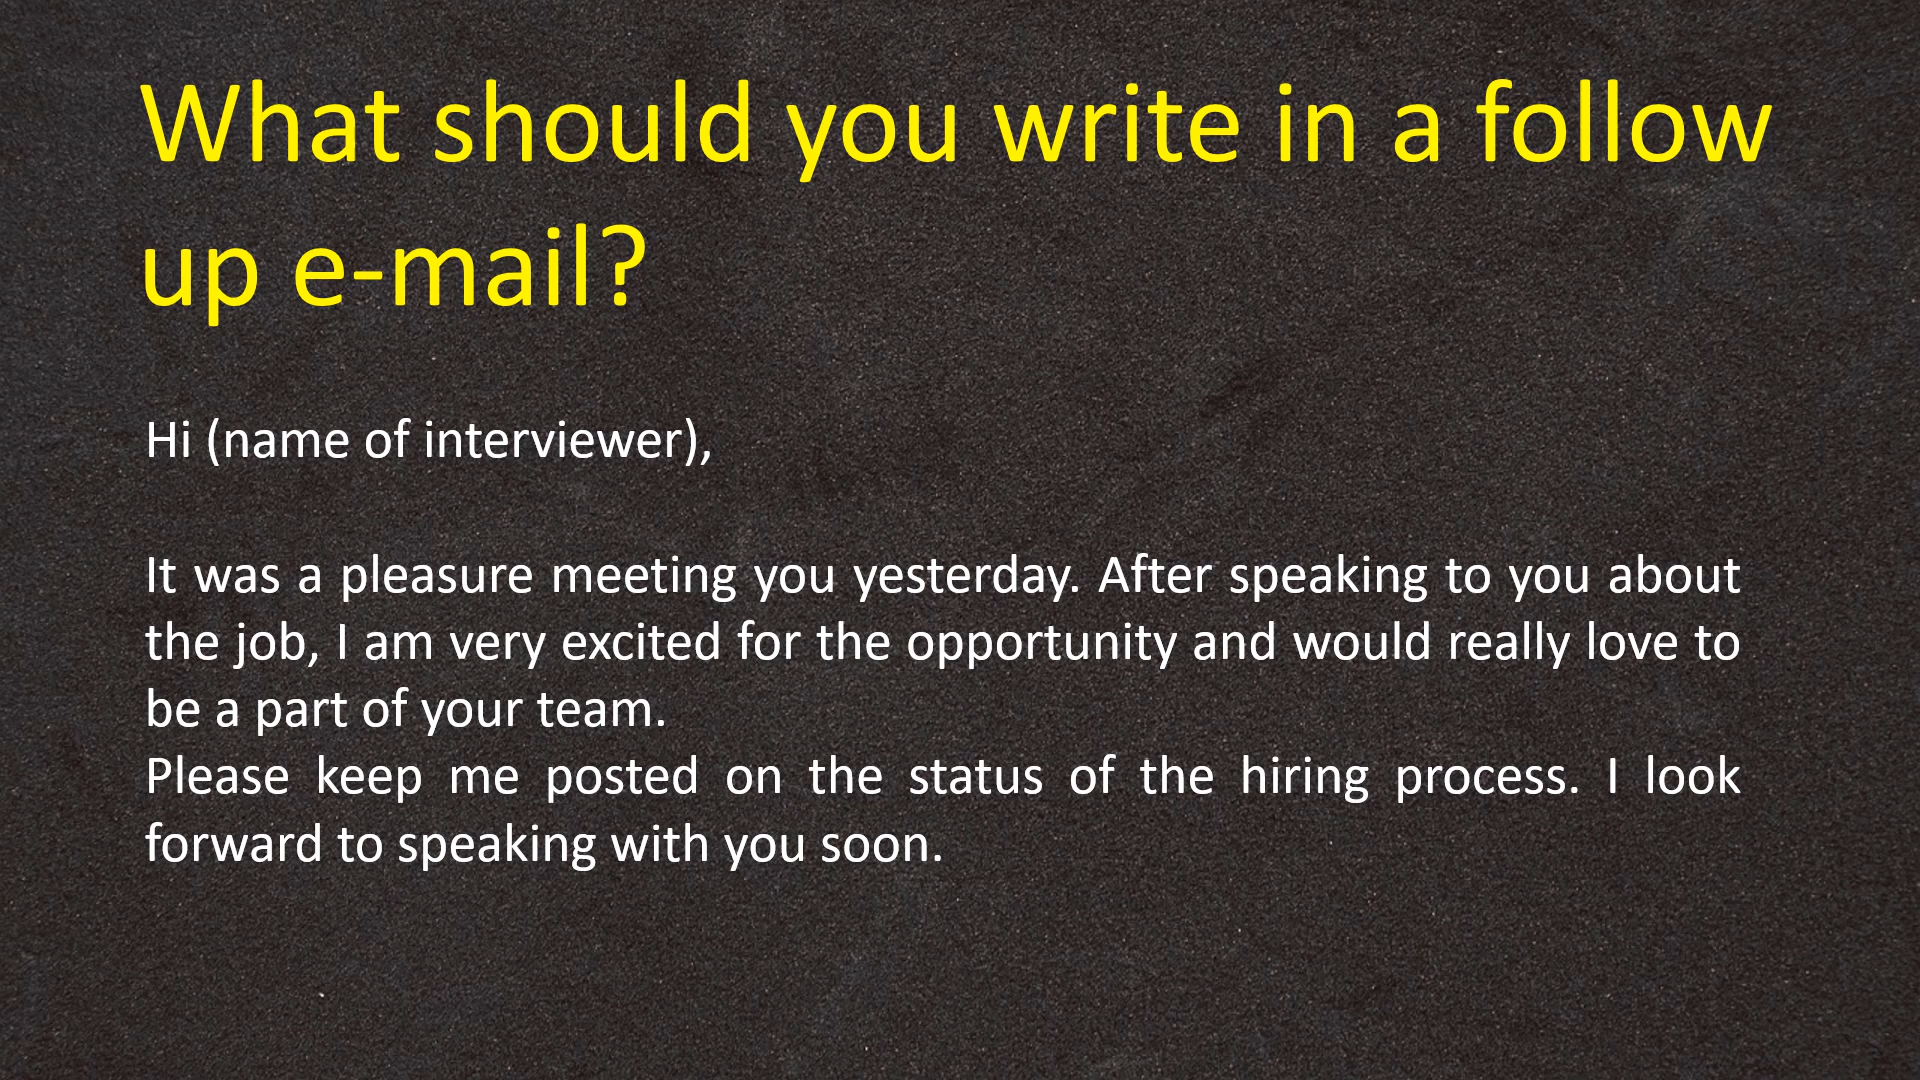 What should you write in a follow
up e-mail?
Hi (name of interviewer),
It was a pleasure meeting you yesterday. After speaking to you about
the job, I am very excited for the opportunity and would really love to
be a part of your team.
Please keep me posted on the status of the hiring process. I look
forward to speaking with you soon.